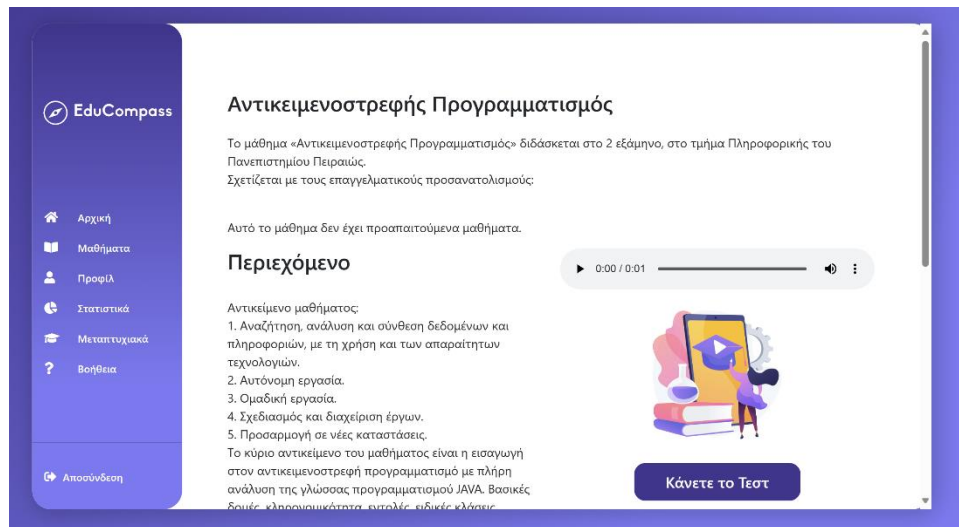 EduCompass
Αρχική
Μαθήματα
Προφίλ
Στατιστικά
Μεταπτυχιακά
Βοήθεια
Αποσύνδεση
Αντικειμενοστρεφής Προγραμματισμός
Το μάθημα «Αντικειμενοστρεφής Προγραμματισμός» διδάσκεται στο 2 εξάμηνο, στο τμήμα Πληροφορικής του
Πανεπιστημίου Πειραιώς.
Σχετίζεται με τους επαγγελματικούς προσανατολισμούς:
Αυτό το μάθημα δεν έχει προαπαιτούμενα μαθήματα.
Περιεχόμενο
Αντικείμενο μαθήματος:
1. Αναζήτηση, ανάλυση και σύνθεση δεδομένων και
πληροφοριών, με τη χρήση και των απαραίτητων
τεχνολογιών.
2. Αυτόνομη εργασία.
3. Ομαδική εργασία.
4. Σχεδιασμός και διαχείριση έργων.
5. Προσαρμογή σε νέες καταστάσεις.
Το κύριο αντικείμενο του μαθήματος είναι η εισαγωγή
στον αντικειμενοστρεφή προγραμματισμό με πλήρη
ανάλυση της γλώσσας προγραμματισμού JAVA. Βασικές
δομές, κληρονομικότητα, εντολές, ειδικές κλάσεις,
0:00 / 0:01
Κάνετε το Τεστ